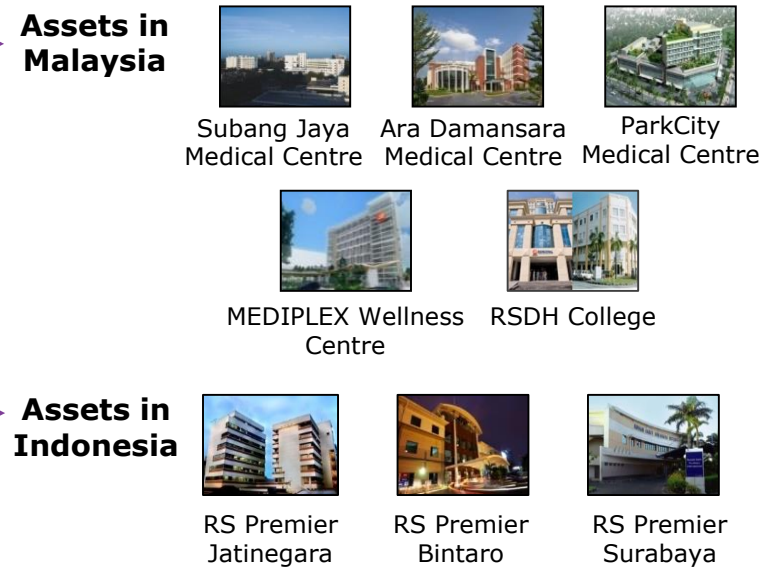 Assets in
Malaysia
Subang Jaya
Medical Centre
Ara Damansara
Medical Centre
ParkCity
Medical Centre
MEDIPLEX Wellness
Centre
RSDH College
Assets in
Indonesia
RS Premier
Jatinegara
RS Premier
Bintaro
RS Premier
Surabaya